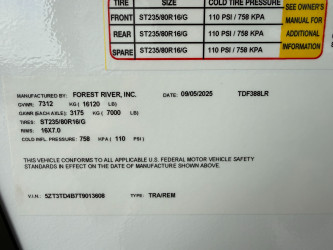 TIRE SIZE COLD TIRE PRESSURE SEE OWNER'S
FRONT ST235/80R16/G 110 PSI / 758 KPA MANUAL FOR
REAR ST235/80R16/G 110 PSI / 758 KPA ADDITIONAL
SPARE ST235/80R16/G 110 PSI / 758 KPA INFORMATION
MANUFACTURED BY: FOREST RIVER, INC. 09/05/2025 TDF388LR
GVWR: 7312 KG ( 16120 LB)
GAWR (EACH AXLE): 3175 KG ( 7000 LB)
TIRES: ST235/80R16/G
RIMS: 16X7.0
COLD INFL. PRESSURE: 758 KPA ( 110 PSI )
THIS VEHICLE CONFORMS TO ALL APPLICABLE U.S. FEDERAL MOTOR VEHICLE SAFETY
STANDARDS IN EFFECT ON THE DATE OF MANUFACTURE SHOWN ABOVE.
V.I.N.: 5ZT3TD4B7T9013608 TYPE: TRA/REM